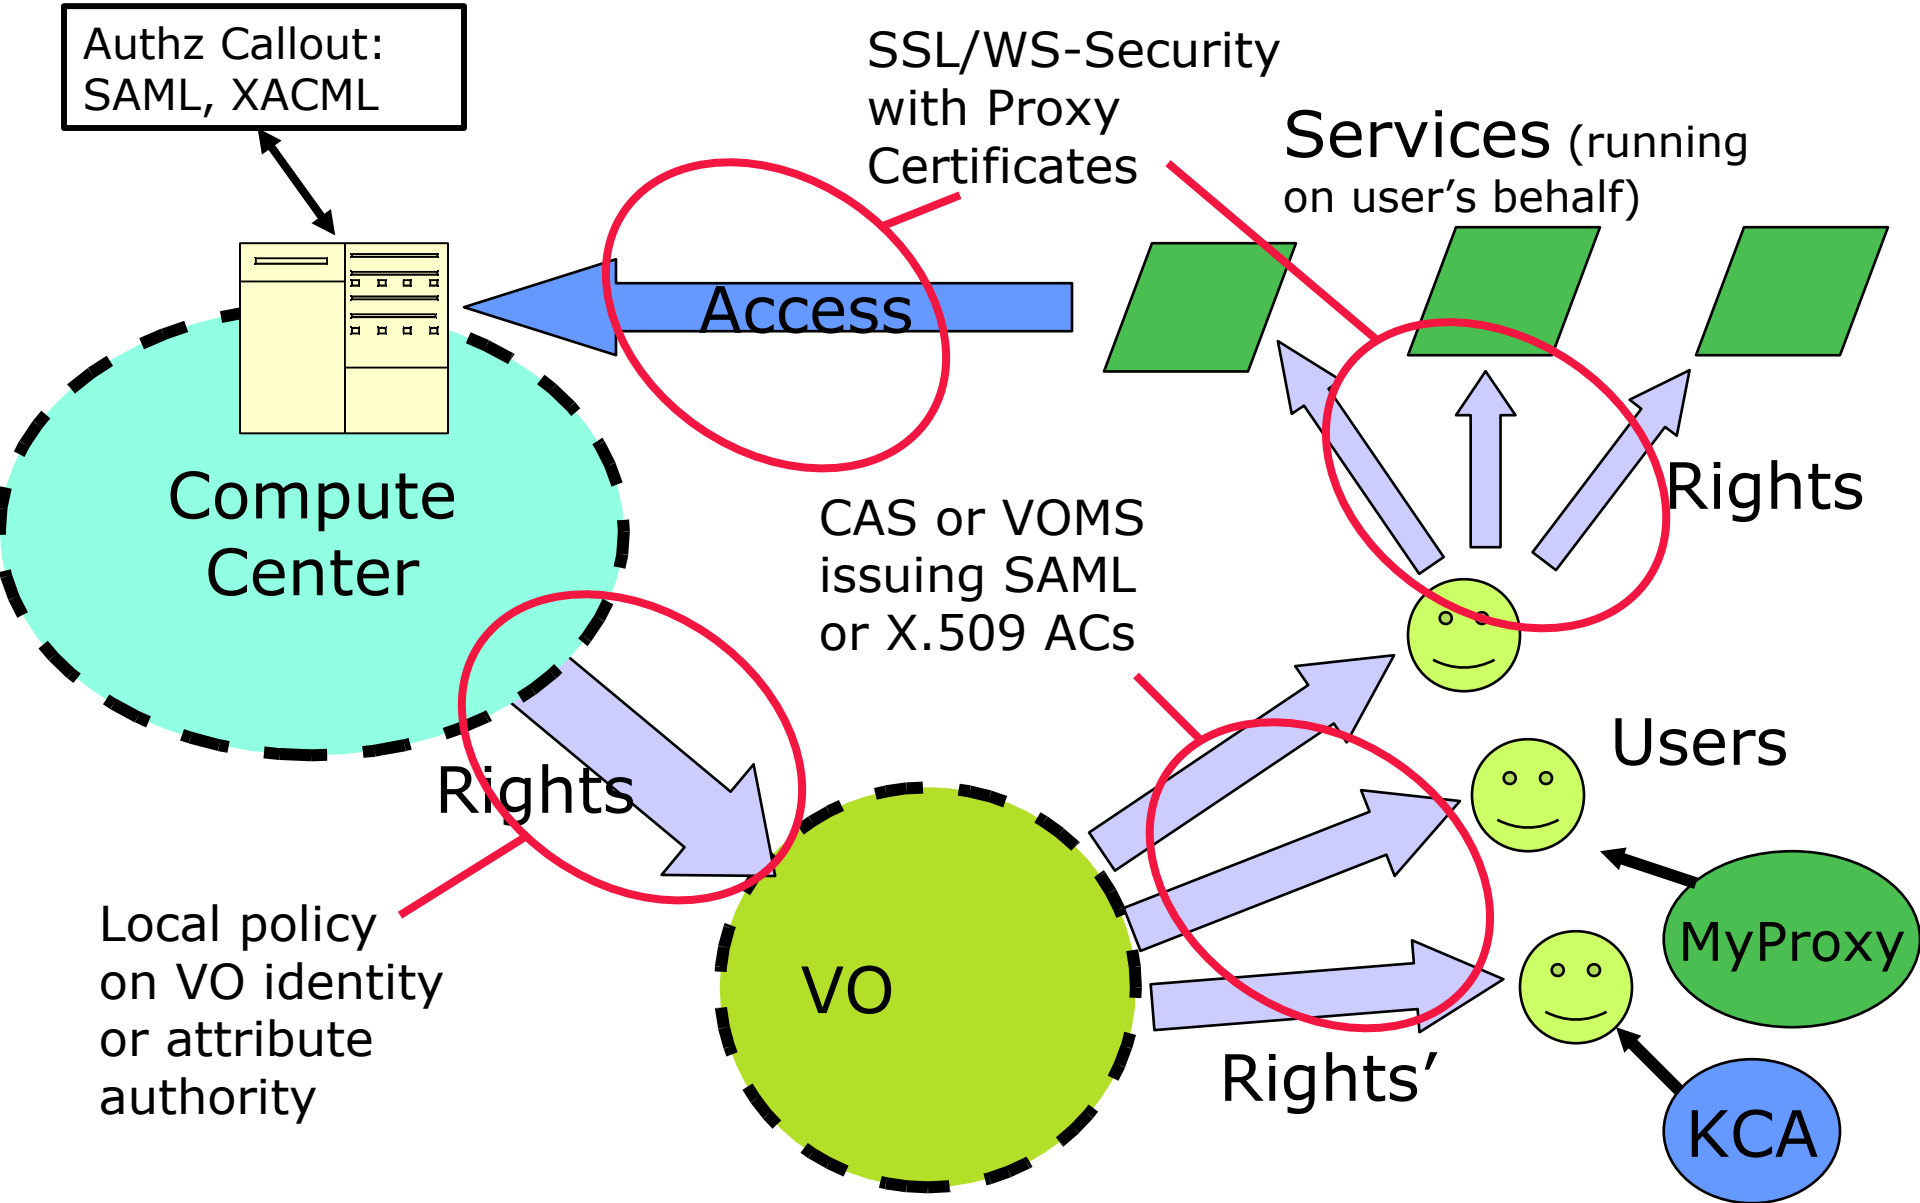 Authz Callout:
SAML, XACML
SSL/WS-Security
with Proxy
Certificates
Services (running
on user’s behalf)
Access
Compute
Center
Rights
CAS or VOMS
issuing SAML
or X.509 ACs
Users
Rights
MyProxy
Local policy
on VO identity
or attribute
authority
VO
Rights’
KCA